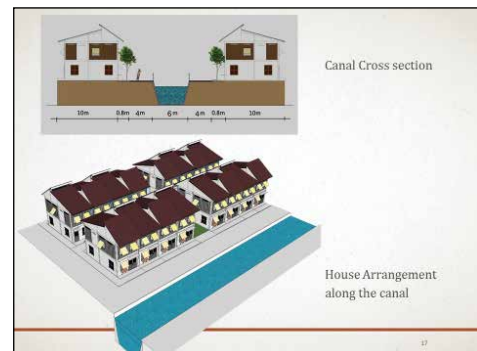 Canal Cross section
10m 0.8m 4m 6m 4m 0.8m 10m
House Arrangement
along the canal
17